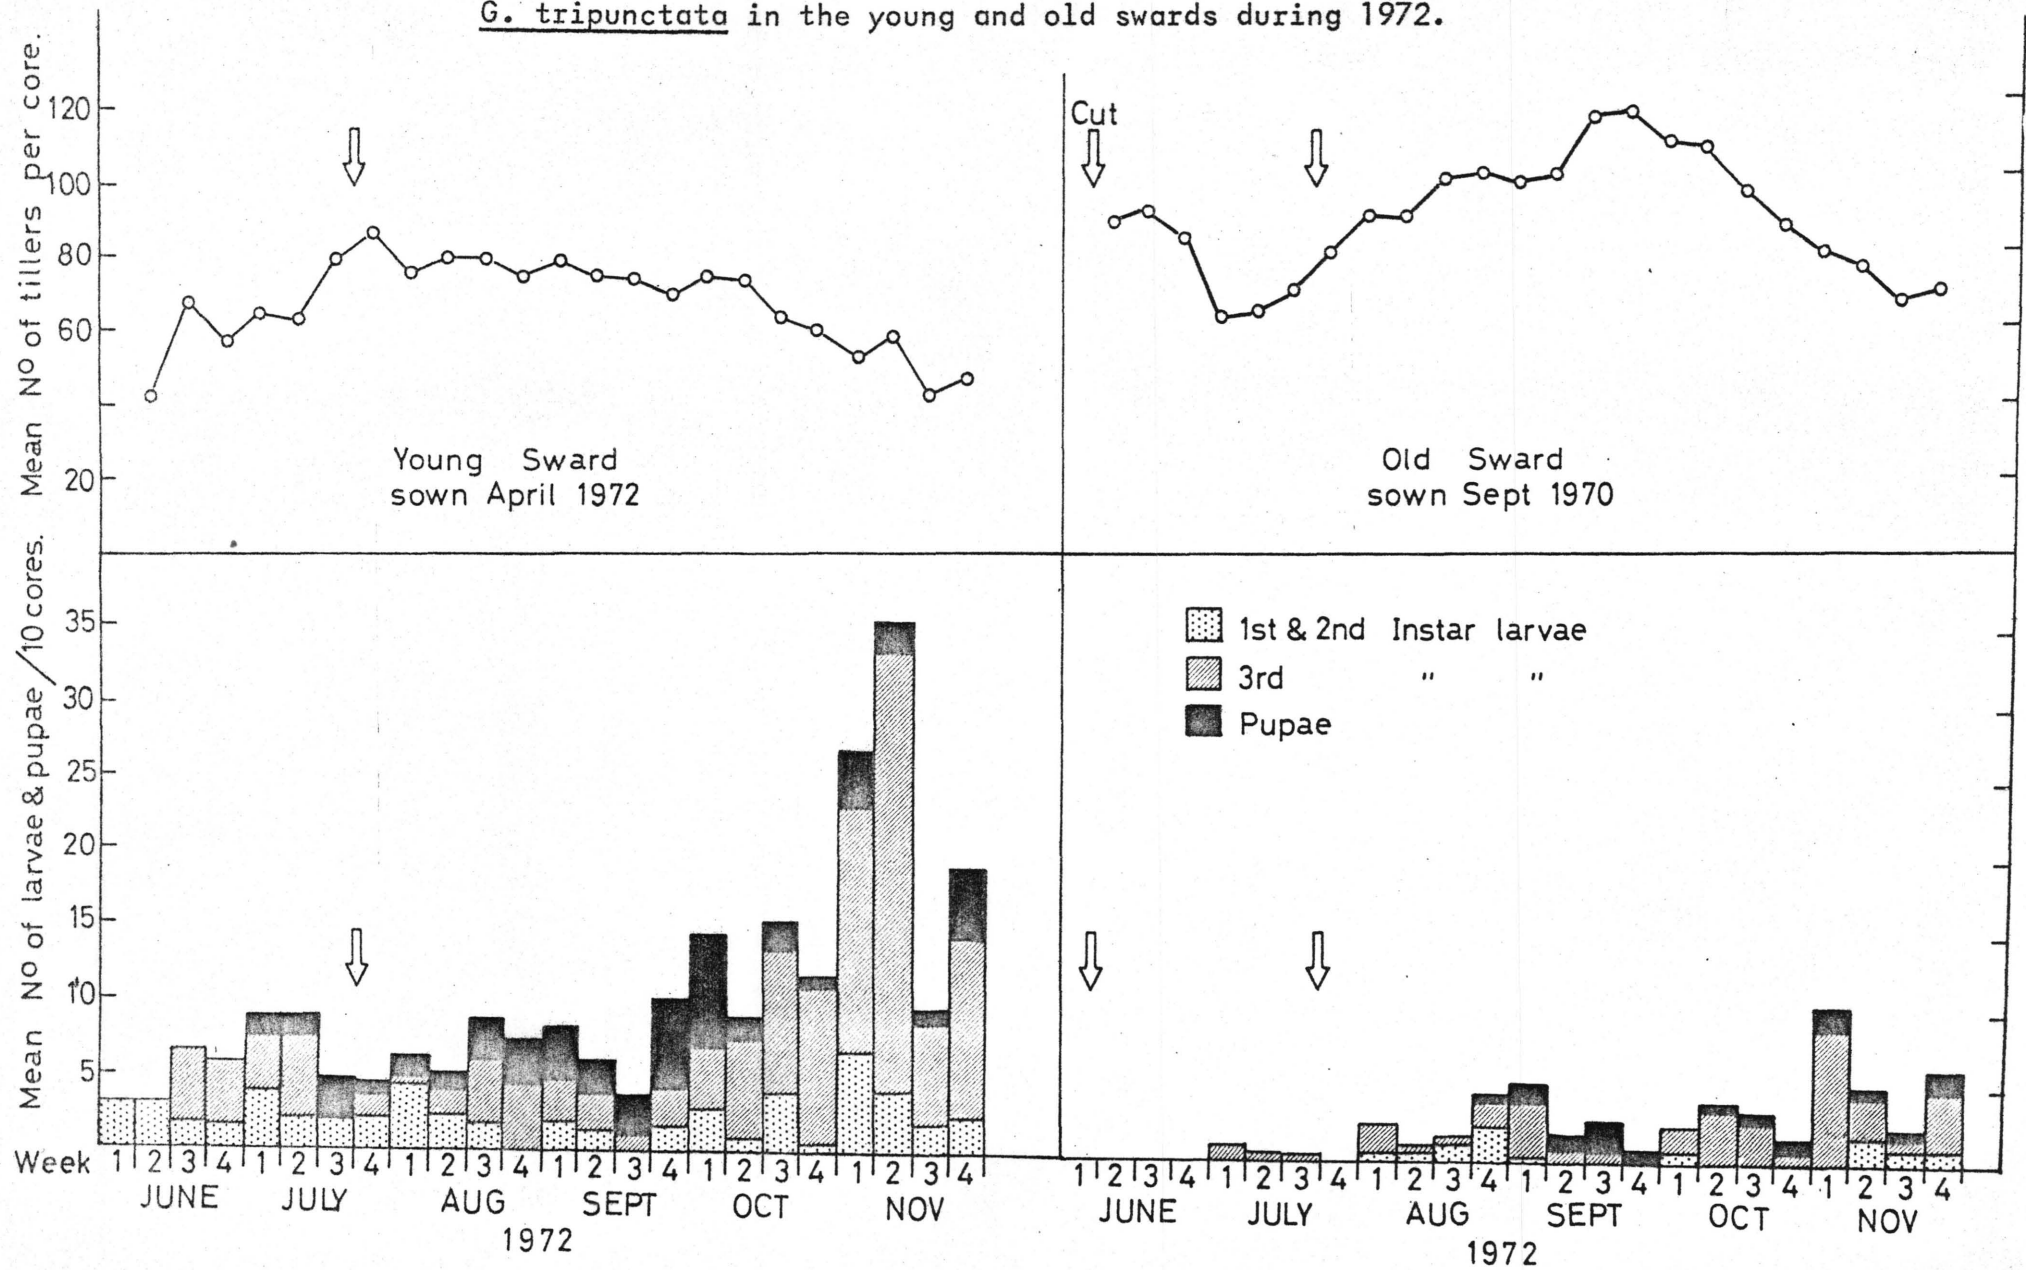 G. tripunctata in the young and old swards during 1972.
Mean Nº of tillers per core.
120
100
80
60
20
Young Sward
sown April 1972
Cut
Old Sward
sown Sept 1970
Mean Nº of larvae & pupae /10 cores.
35
30
25
20
15
10
5
1st & 2nd Instar larvae
3rd " "
Pupae
Week 1 2 3 4 1 2 3 4 1 2 3 4 1 2 3 4 1 2 3 4 1 2 3 4
JUNE JULY AUG SEPT OCT NOV
1972
1 2 3 4 1 2 3 4 1 2 3 4 1 2 3 4 1 2 3 4 1 2 3 4
JUNE JULY AUG SEPT OCT NOV
1972